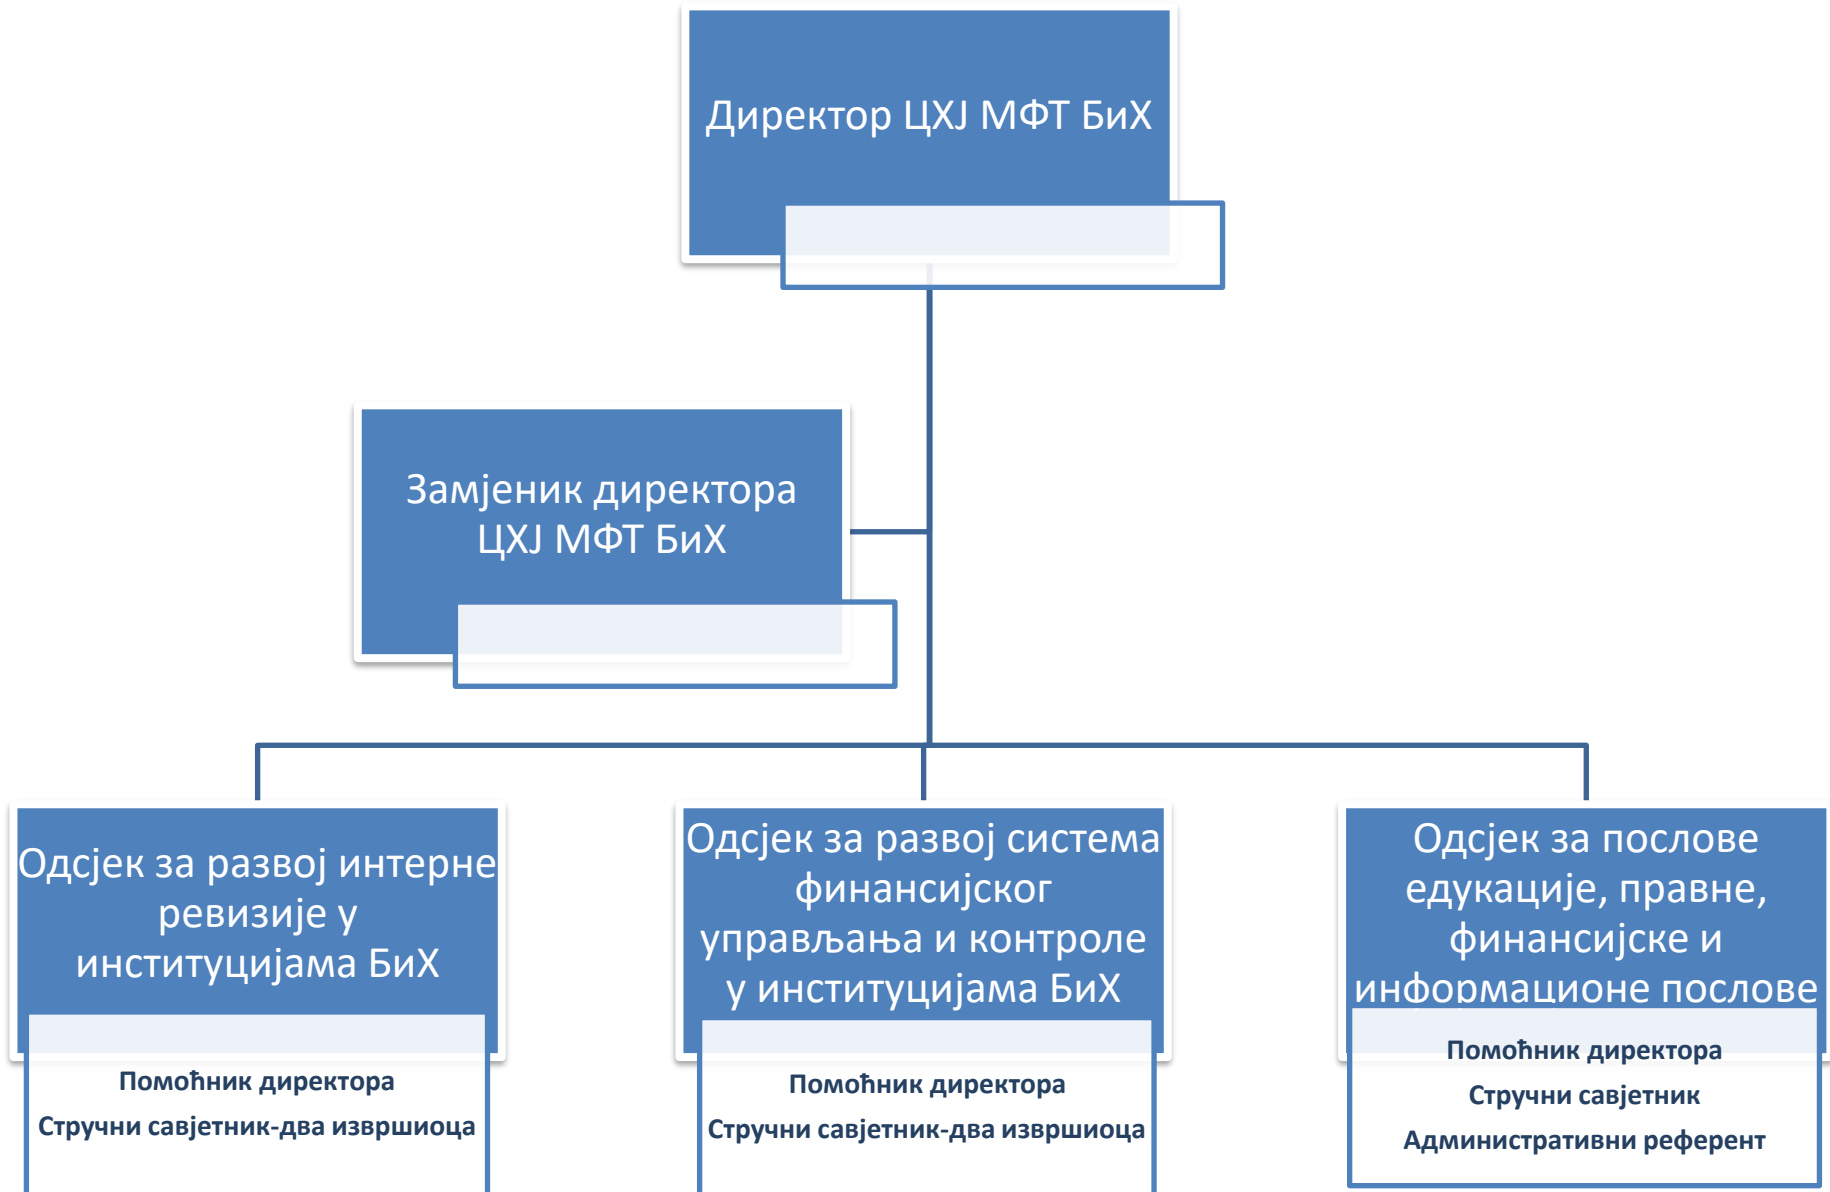 Директор ЦХЈ МФТ БиХ
Замјеник директора
ЦХЈ МФТ БиХ
Одсјек за развој интерне
ревизије у
институцијама БиХ
Помоћник директора
Стручни савјетник-два извршиоца
Одсјек за развој система
финансијског
управљања и контроле
у институцијама БиХ
Помоћник директора
Стручни савјетник-два извршиоца
Одсјек за послове
едукације, правне,
финансијске и
информационе послове
Помоћник директора
Стручни савјетник
Административни референт